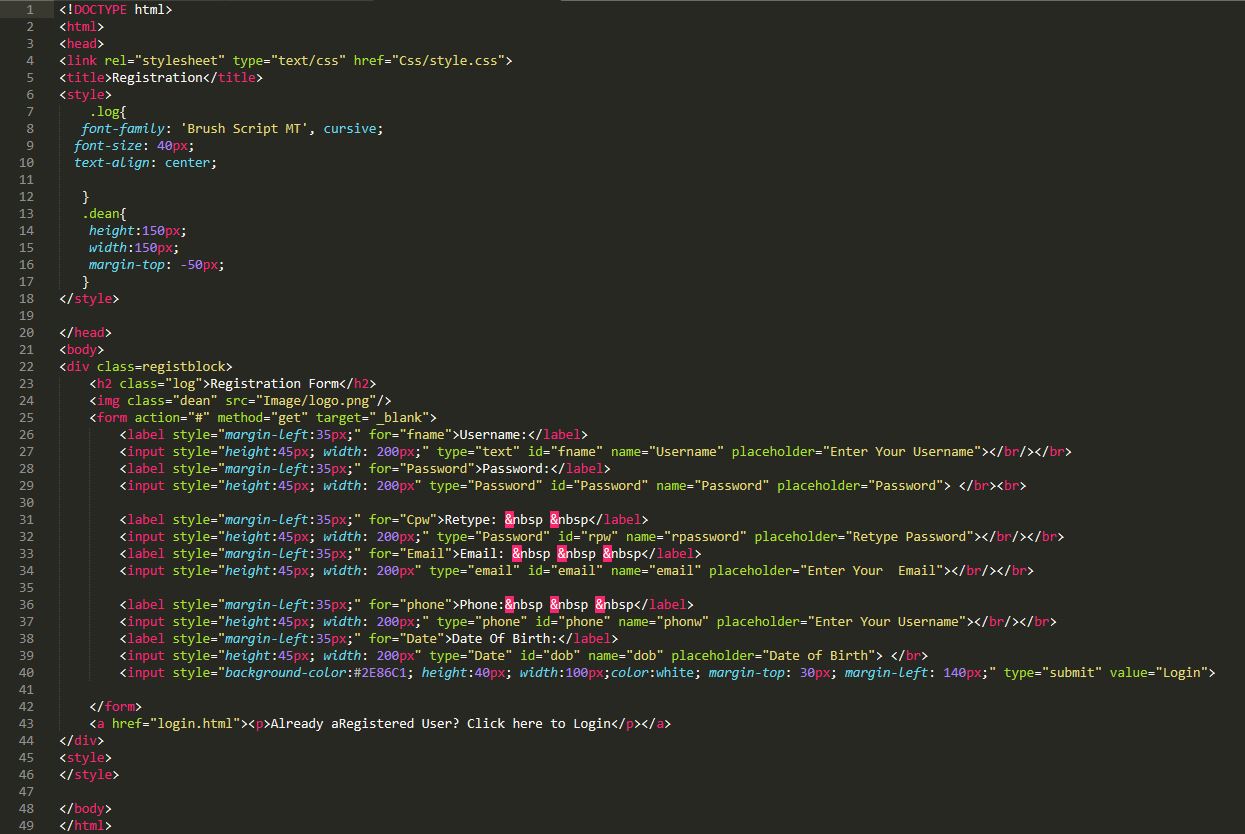 1 <!DOCTYPE html>
2 <html>
3 <head>
4 <link rel="stylesheet" type="text/css" href="Css/style.css">
5 <title>Registration</title>
6 <style>
7     .log{
8    font-family: 'Brush Script MT', cursive;
9   font-size: 40px;
10   text-align: center;
11
12    }
13    .dean{
14     height:150px;
15     width:150px;
16     margin-top: -50px;
17    }
18 </style>
19
20 </head>
21 <body>
22 <div class=registblock>
23     <h2 class="log">Registration Form</h2>
24     <img class="dean" src="Image/logo.png"/>
25     <form action="#" method="get" target="_blank">
26         <label style="margin-left:35px;" for="fname">Username:</label>
27         <input style="height:45px; width: 200px;" type="text" id="fname" name="Username" placeholder="Enter Your Username"></br/></br>
28         <label style="margin-left:35px;" for="Password">Password:</label>
29         <input style="height:45px; width: 200px" type="Password" id="Password" name="Password" placeholder="Password"> </br><br>
30
31         <label style="margin-left:35px;" for="Cpw">Retype: &nbsp &nbsp</label>
32         <input style="height:45px; width: 200px;" type="Password" id="rpw" name="rpassword" placeholder="Retype Password"></br/></br>
33         <label style="margin-left:35px;" for="Email">Email: &nbsp &nbsp &nbsp</label>
34         <input style="height:45px; width: 200px" type="email" id="email" name="email" placeholder="Enter Your  Email"></br/></br>
35
36         <label style="margin-left:35px;" for="phone">Phone:&nbsp &nbsp &nbsp</label>
37         <input style="height:45px; width: 200px;" type="phone" id="phone" name="phonw" placeholder="Enter Your Username"></br/></br>
38         <label style="margin-left:35px;" for="Date">Date Of Birth:</label>
39         <input style="height:45px; width: 200px" type="Date" id="dob" name="dob" placeholder="Date of Birth"> </br>
40         <input style="background-color:#2E86C1; height:40px; width:100px;color:white; margin-top: 30px; margin-left: 140px;" type="submit" value="Login">
41
42     </form>
43     <a href="login.html"><p>Already aRegistered User? Click here to Login</p></a>
44 </div>
45 <style>
46 </style>
47
48 </body>
49 </html>